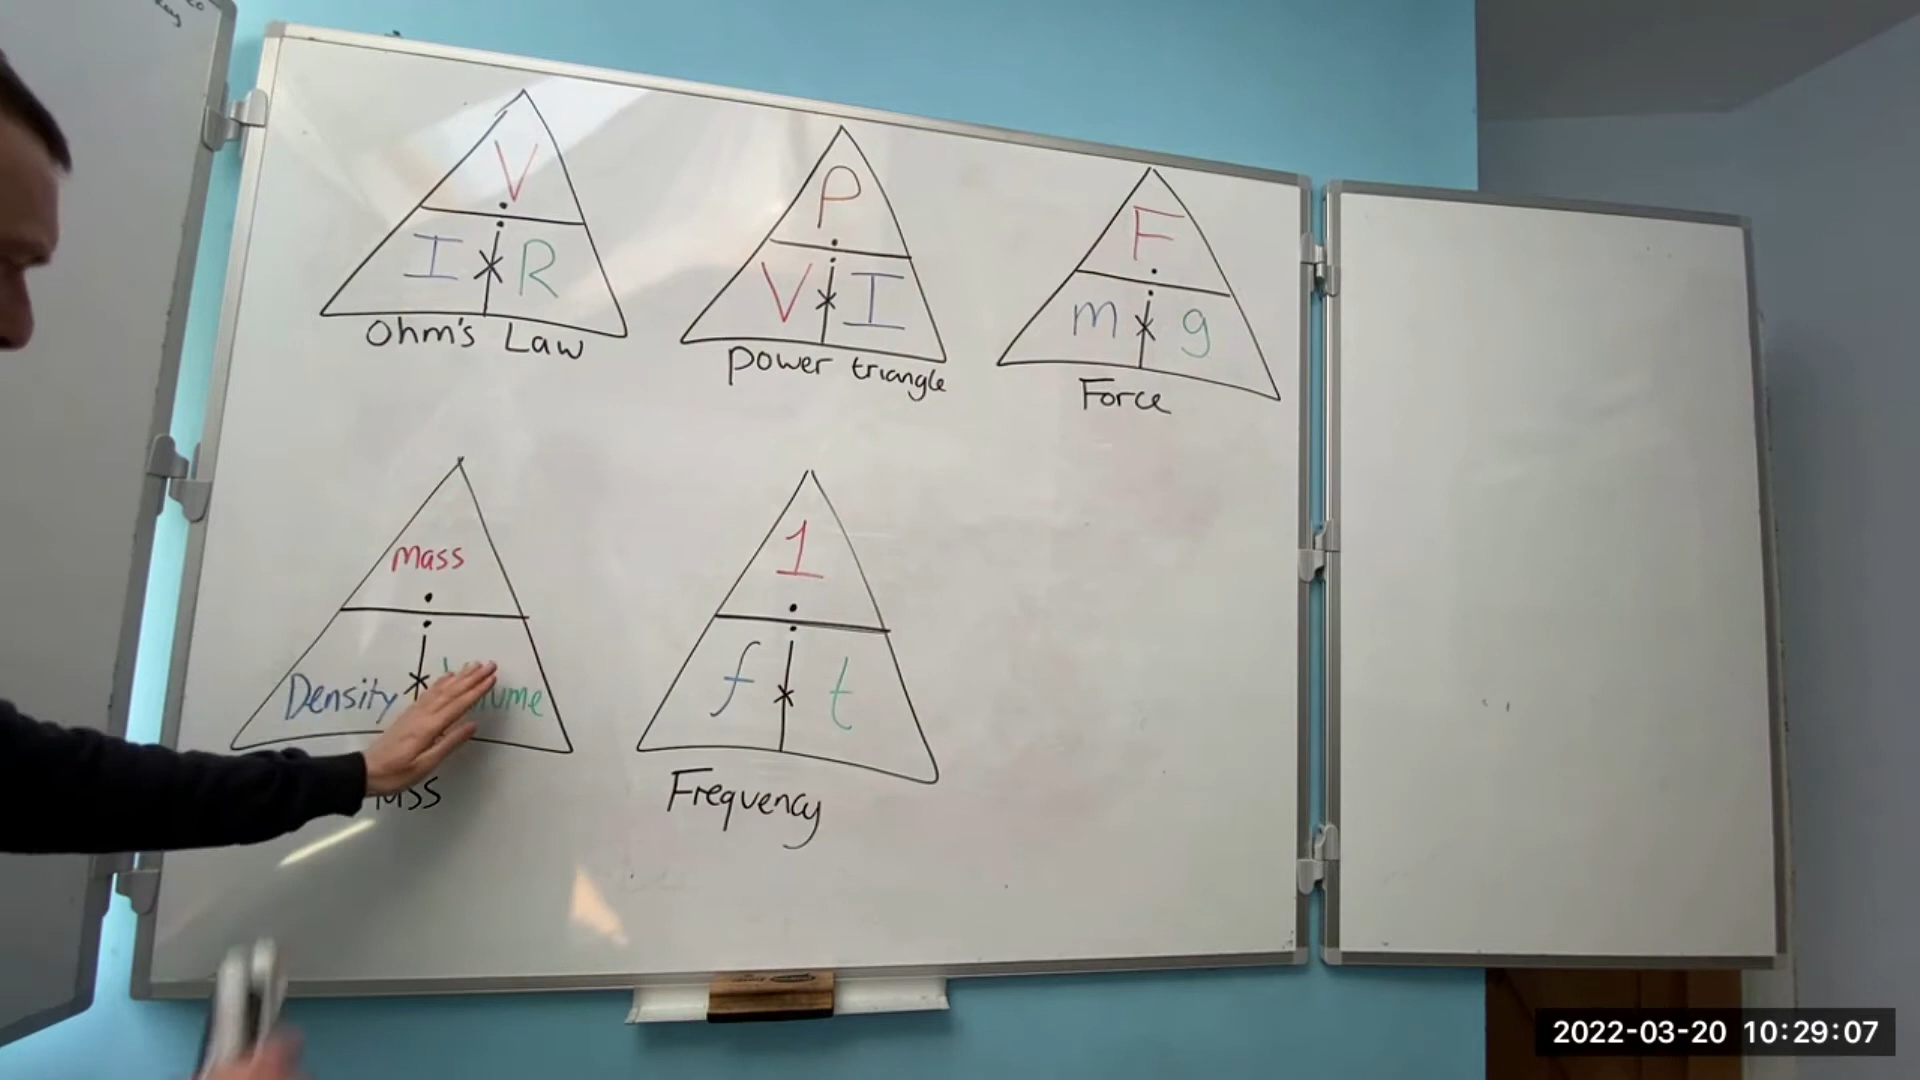 V
I × R
Ohm's Law
P
V × I
power triangle
F
m × g
Force
mass
Density ×
1
f × t
Frequency
2022-03-20 10:29:07